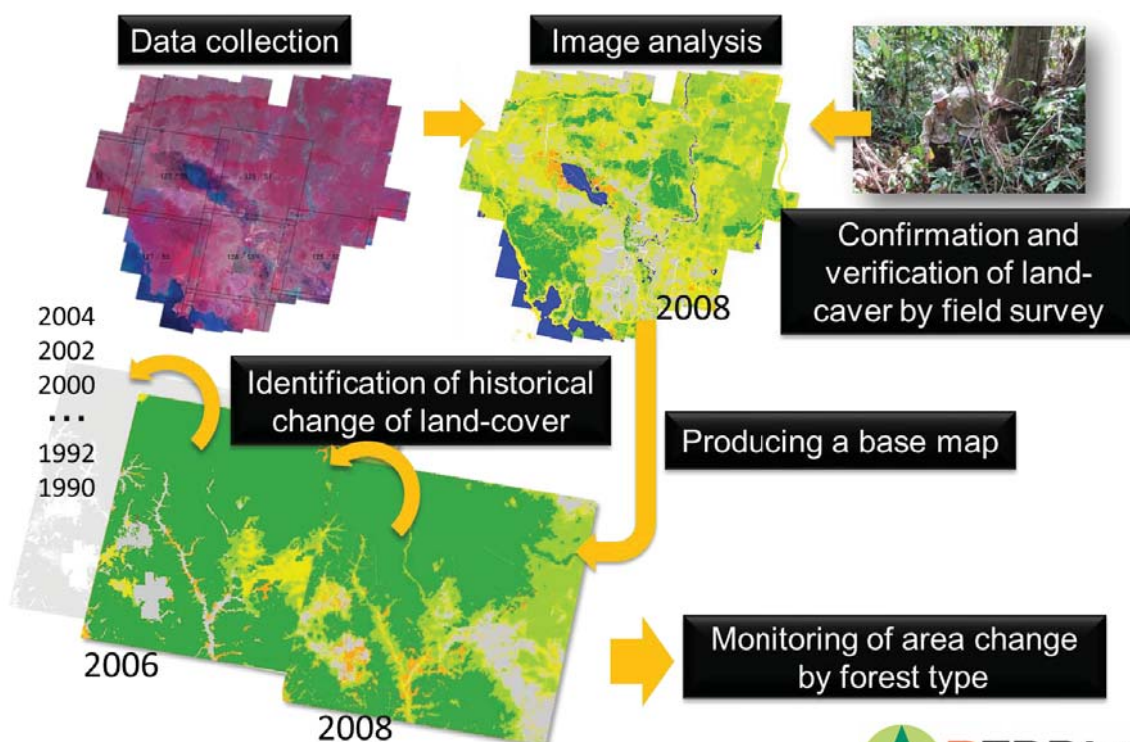 Data collection
Image analysis
Confirmation and
verification of land-
caver by field survey
2008
2004
2002
2000
...
1992
1990
Identification of historical
change of land-cover
Producing a base map
2006
2008
Monitoring of area change
by forest type